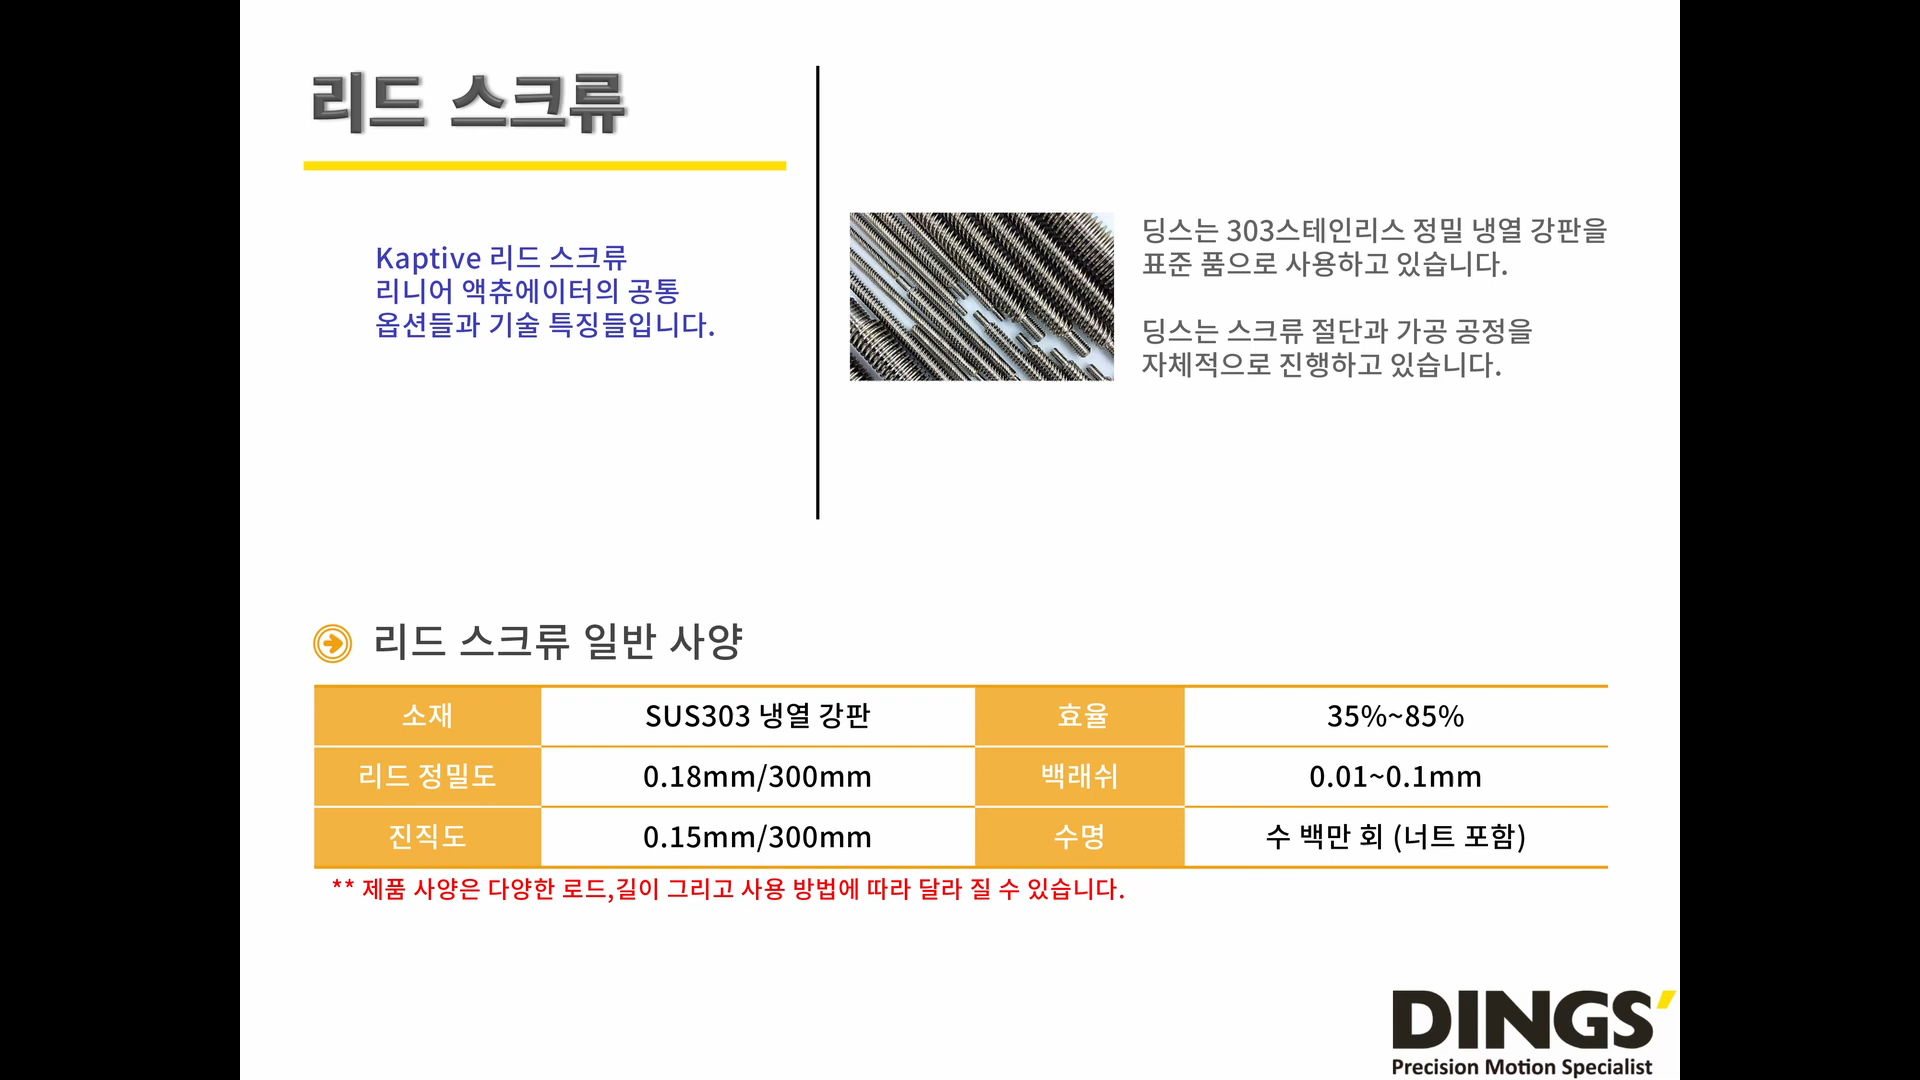 리드 스크류
Kaptive 리드 스크류
리니어 액츄에이터의 공통
옵션들과 기술 특징들입니다.
딩스는 303스테인리스 정밀 냉열 강판을
표준 품으로 사용하고 있습니다.
딩스는 스크류 절단과 가공 공정을
자체적으로 진행하고 있습니다.
리드 스크류 일반 사양
소재 SUS303 냉열 강판 효율 35%~85%
리드 정밀도 0.18mm/300mm 백래쉬 0.01~0.1mm
진직도 0.15mm/300mm 수명 수 백만 회 (너트 포함)
** 제품 사양은 다양한 로드,길이 그리고 사용 방법에 따라 달라 질 수 있습니다.
DINGS'
Precision Motion Specialist